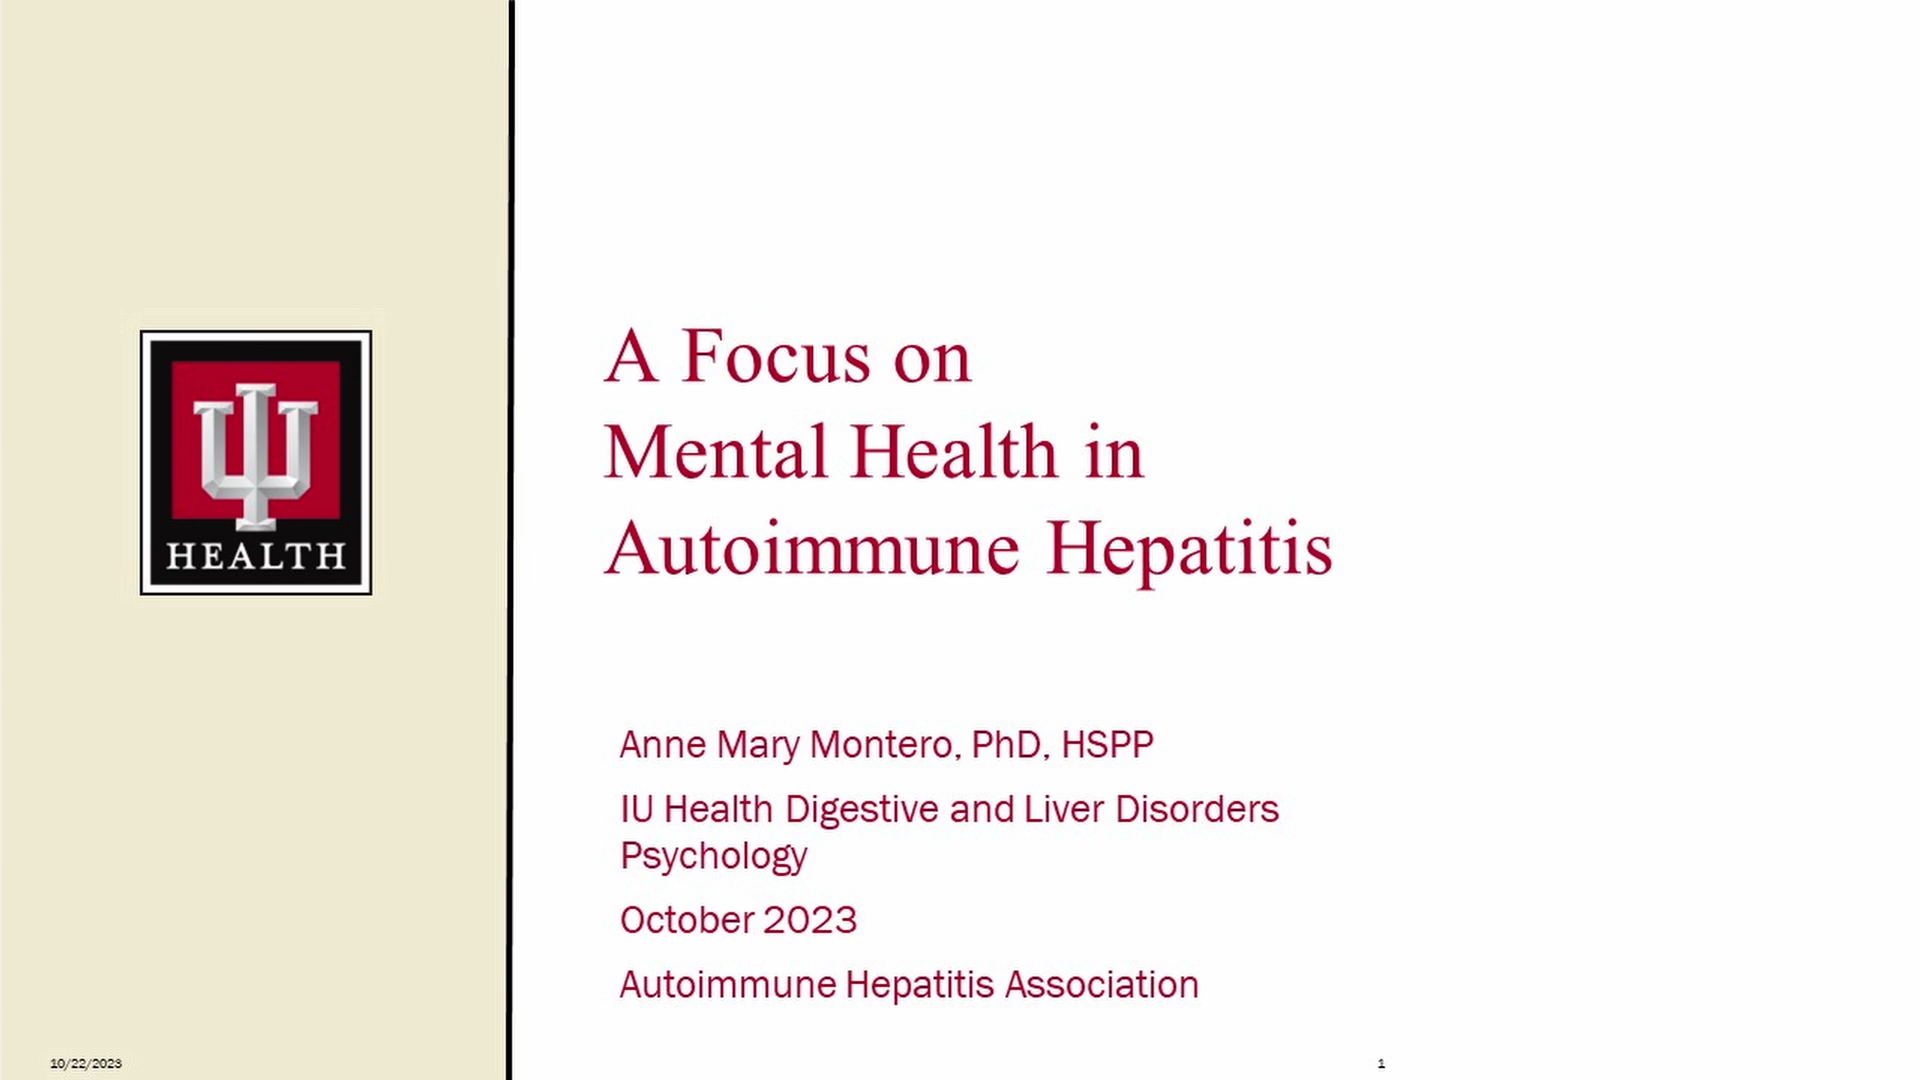 HEALTH
A Focus on
Mental Health in
Autoimmune Hepatitis
Anne Mary Montero, PhD, HSPP
IU Health Digestive and Liver Disorders
Psychology
October 2023
Autoimmune Hepatitis Association
10/22/2023
1